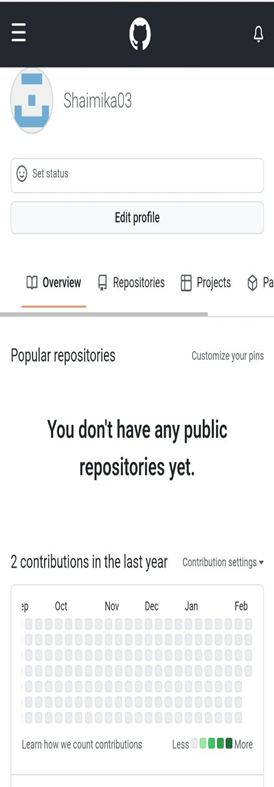 Shaimika03
Set status
Edit profile
Overview Repositories Projects Pa
Popular repositories Customize your pins
You don't have any public
repositories yet.
2 contributions in the last year Contribution settings
ep Oct Nov Dec Jan Feb
Learn how we count contributions Less More